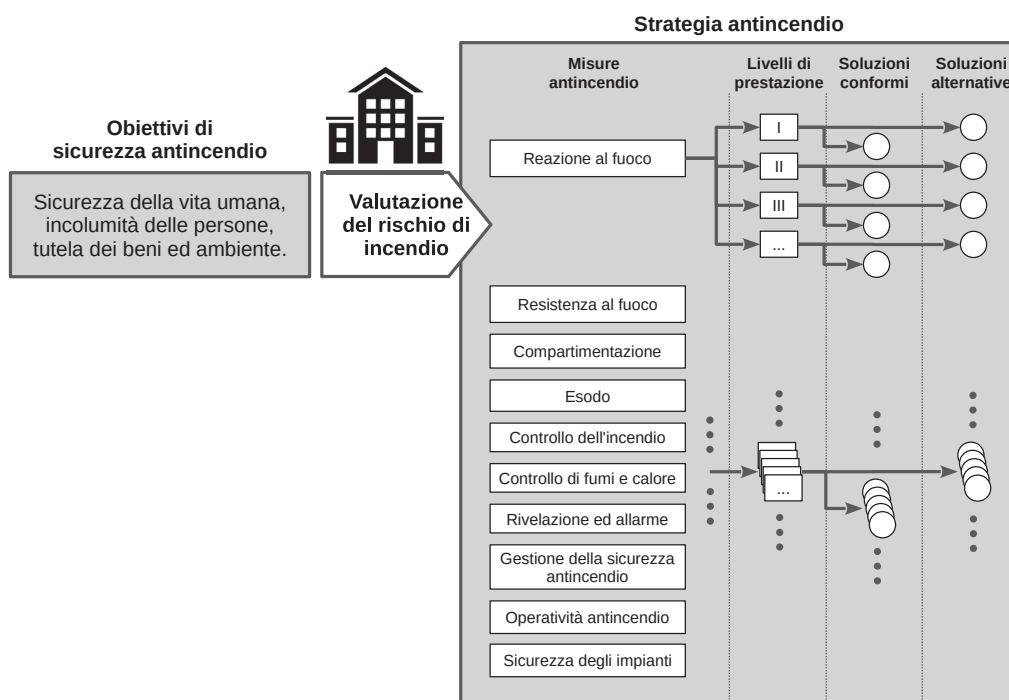 Strategia antincendio
Misure
antincendio
Livelli di
prestazione
Soluzioni
conformi
Soluzioni
alternative
Obiettivi di
sicurezza antincendio
Sicurezza della vita umana,
incolumità delle persone,
tutela dei beni ed ambiente.
Valutazione
del rischio di
incendio
Reazione al fuoco
I
II
III
...
Resistenza al fuoco
Compartimentazione
Esodo
Controllo dell'incendio
Controllo di fumi e calore
...
Rivelazione ed allarme
Gestione della sicurezza
antincendio
Operatività antincendio
Sicurezza degli impianti